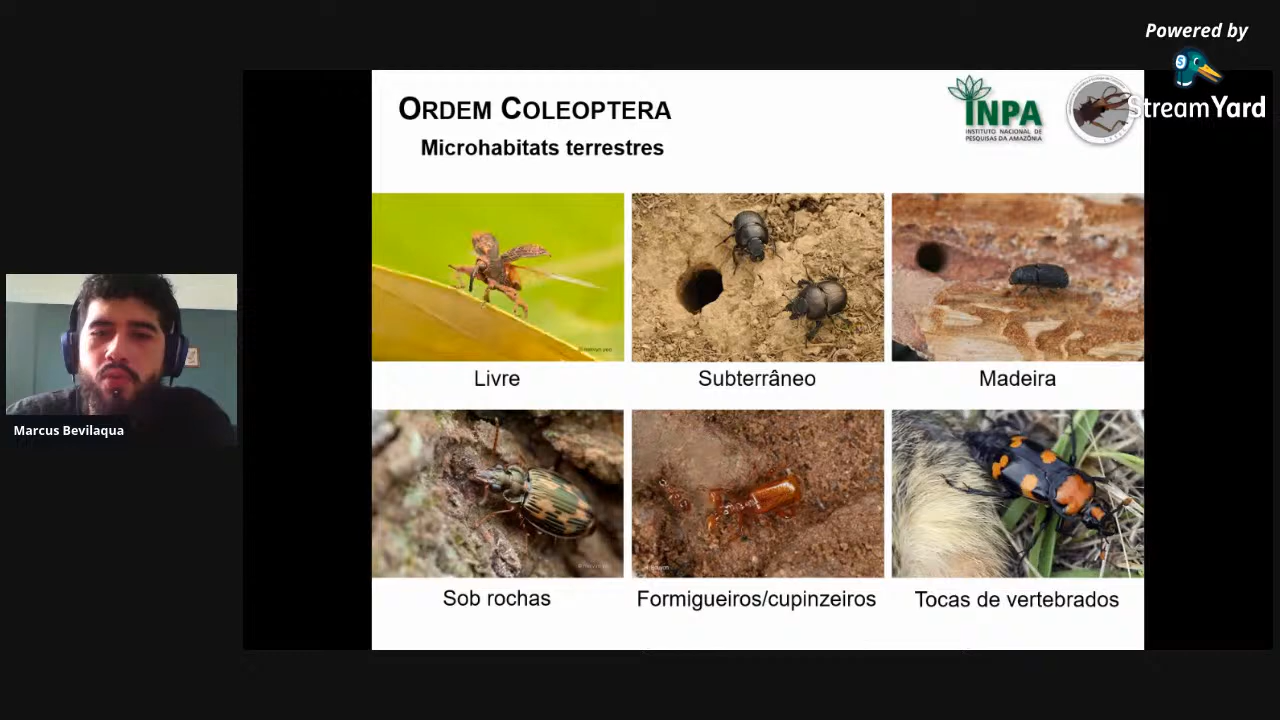 Powered by
StreamYard
ORDEM COLEOPTERA
Microhabitats terrestres
INPA
INSTITUTO NACIONAL DE
PESQUISAS DA AMAZÔNIA
Livre
Subterrâneo
Madeira
Marcus Bevilaqua
Sob rochas
Formigueiros/cupinzeiros
Tocas de vertebrados